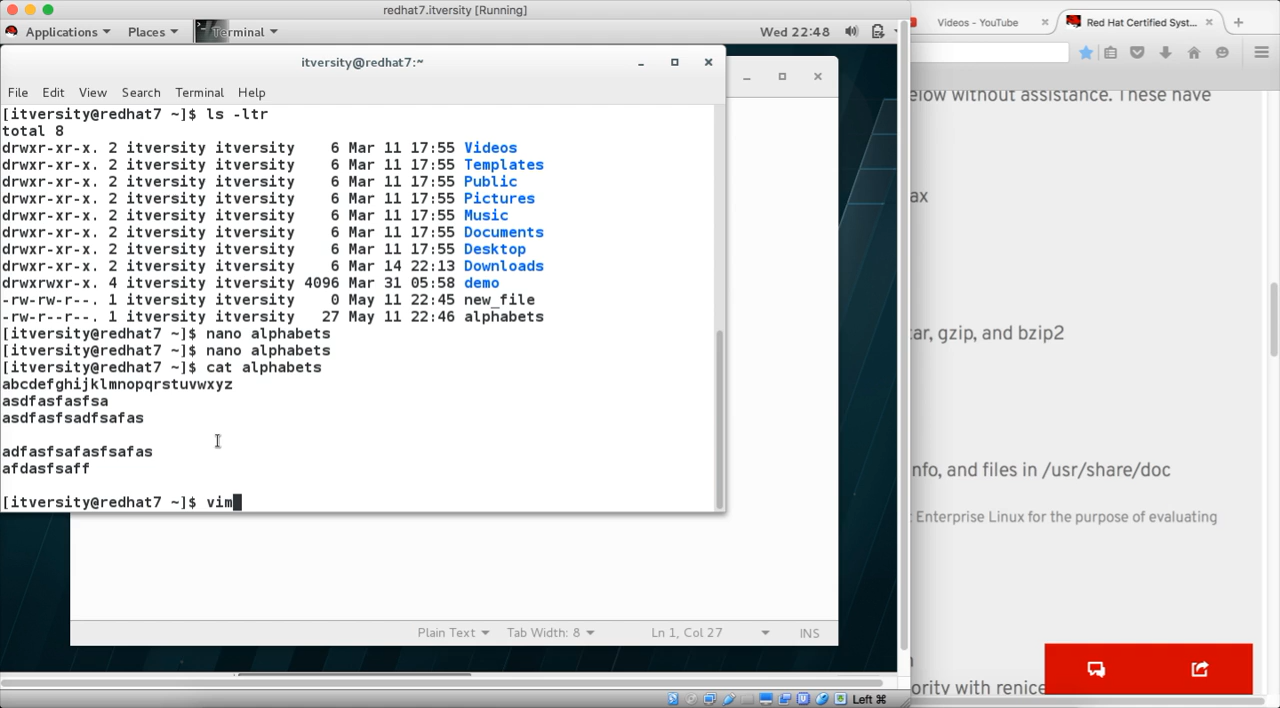 redhat7.itversity [Running]
Applications Places Terminal Wed 22:48
itversity@redhat7:~
File Edit View Search Terminal Help
[itversity@redhat7 ~]$ ls -ltr
total 8
drwxr-xr-x. 2 itversity itversity 6 Mar 11 17:55 Videos
drwxr-xr-x. 2 itversity itversity 6 Mar 11 17:55 Templates
drwxr-xr-x. 2 itversity itversity 6 Mar 11 17:55 Public
drwxr-xr-x. 2 itversity itversity 6 Mar 11 17:55 Pictures
drwxr-xr-x. 2 itversity itversity 6 Mar 11 17:55 Music
drwxr-xr-x. 2 itversity itversity 6 Mar 11 17:55 Documents
drwxr-xr-x. 2 itversity itversity 6 Mar 11 17:55 Desktop
drwxr-xr-x. 2 itversity itversity 6 Mar 14 22:13 Downloads
drwxrwxr-x. 4 itversity itversity 4096 Mar 31 05:58 demo
-rw-rw-r--. 1 itversity itversity 0 May 11 22:45 new_file
-rw-rw-r--. 1 itversity itversity 27 May 11 22:46 alphabets
[itversity@redhat7 ~]$ nano alphabets
[itversity@redhat7 ~]$ nano alphabets
[itversity@redhat7 ~]$ cat alphabets
abcdefghijklmnopqrstuvwxyz
asdfasfasfsa
asdfasfsadfsafas
adfasfsafasfsafas
afdasfsaff
[itversity@redhat7 ~]$ vim
Plain Text Tab Width: 8 Ln 1, Col 27 INS
Left ⌘
Videos - YouTube Red Hat Certified Syst...
elow without assistance. These have
ax
tar, gzip, and bzip2
nfo, and files in /usr/share/doc
t Enterprise Linux for the purpose of evaluating
ority with renice